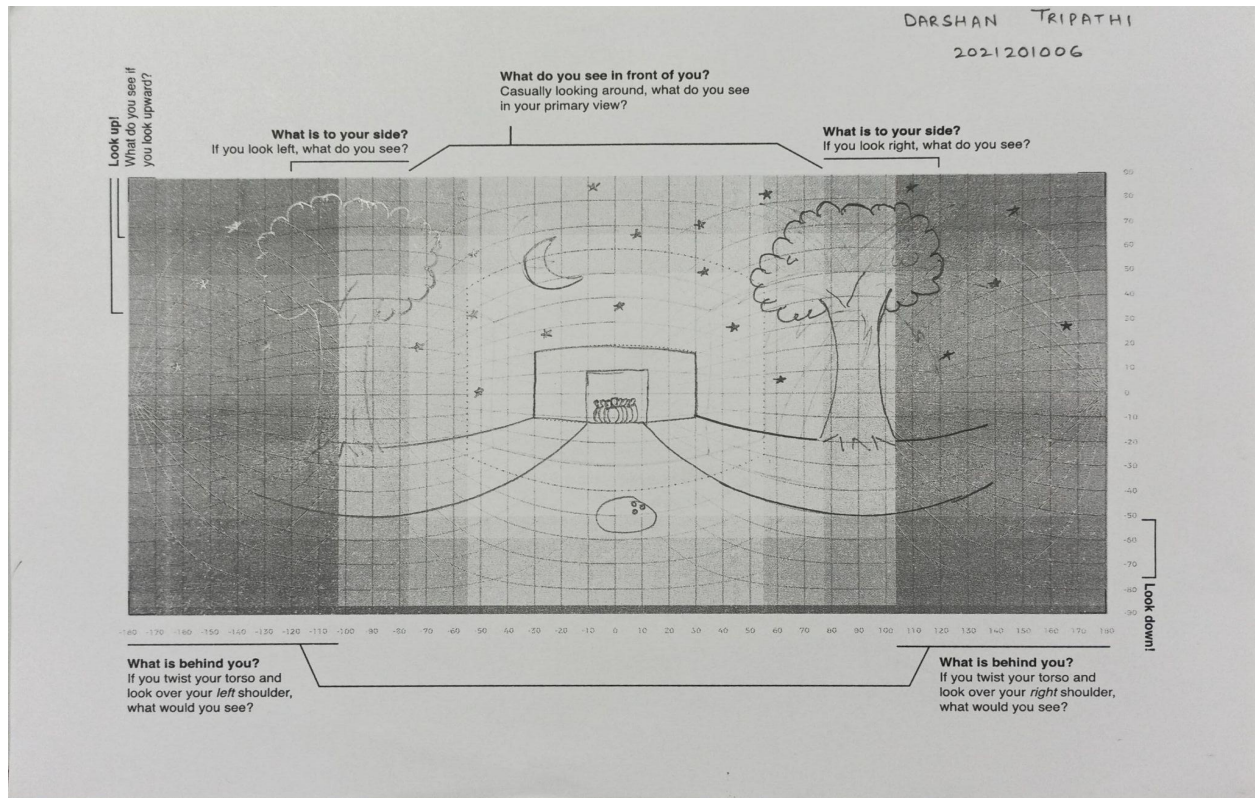 DARSHAN TRIPATHI
2021201006
Look up!
What do you see if
you look upward?
What do you see in front of you?
Casually looking around, what do you see
in your primary view?
What is to your side?
If you look left, what do you see?
What is to your side?
If you look right, what do you see?
90
80
70
60
50
40
30
20
10
0
-10
-20
-30
-40
-50
-60
-70
-80
-90
Look down!
-180 -170 -160 -150 -140 -130 -120 -110 -100 -90 -80 -70 -60 -50 -40 -30 -20 -10 0 10 20 30 40 50 60 70 80 90 100 110 120 130 140 150 160 170 180
What is behind you?
If you twist your torso and
look over your left shoulder,
what would you see?
What is behind you?
If you twist your torso and
look over your right shoulder,
what would you see?